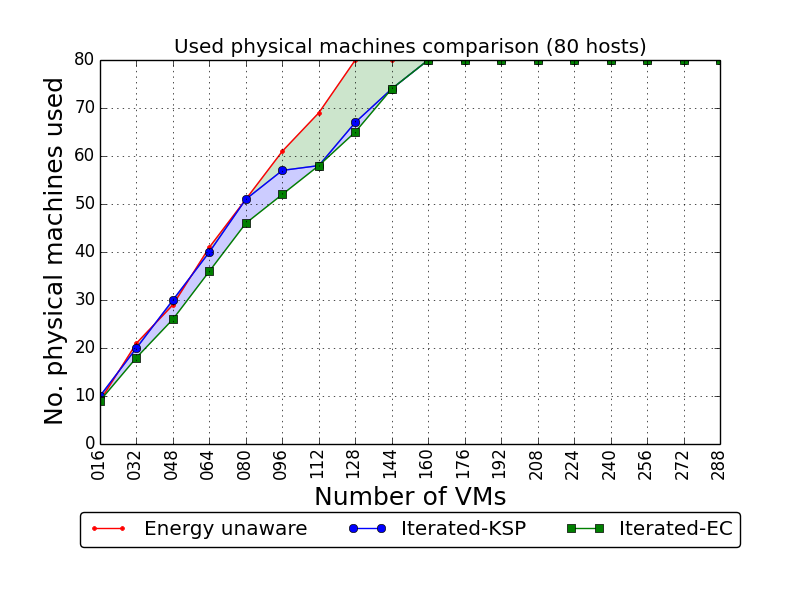 Used physical machines comparison (80 hosts)
No. physical machines used
80
70
60
50
40
30
20
10
0
016 032 048 064 080 096 112 128 144 160 176 192 208 224 240 256 272 288
Number of VMs
Energy unaware Iterated-KSP Iterated-EC